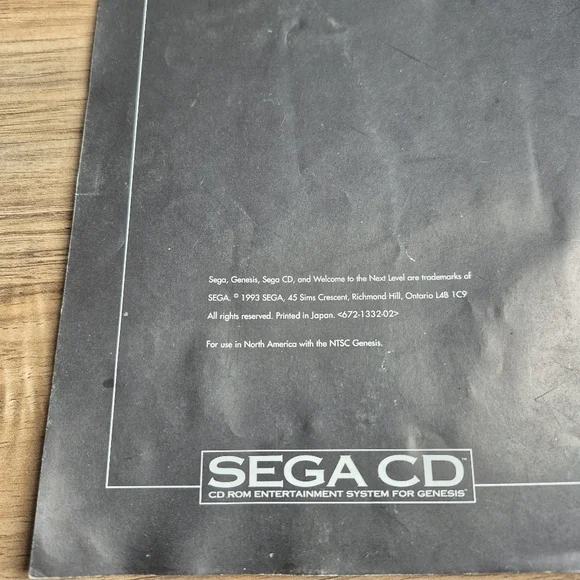 Sega, Genesis, Sega CD, and Welcome to the Next Level are trademarks of
SEGA. © 1993 SEGA, 45 Sims Crescent, Richmond Hill, Ontario L4B 1C9
All rights reserved. Printed in Japan. <672-1332-02>
For use in North America with the NTSC Genesis.
SEGA CD™
CD ROM ENTERTAINMENT SYSTEM FOR GENESIS™